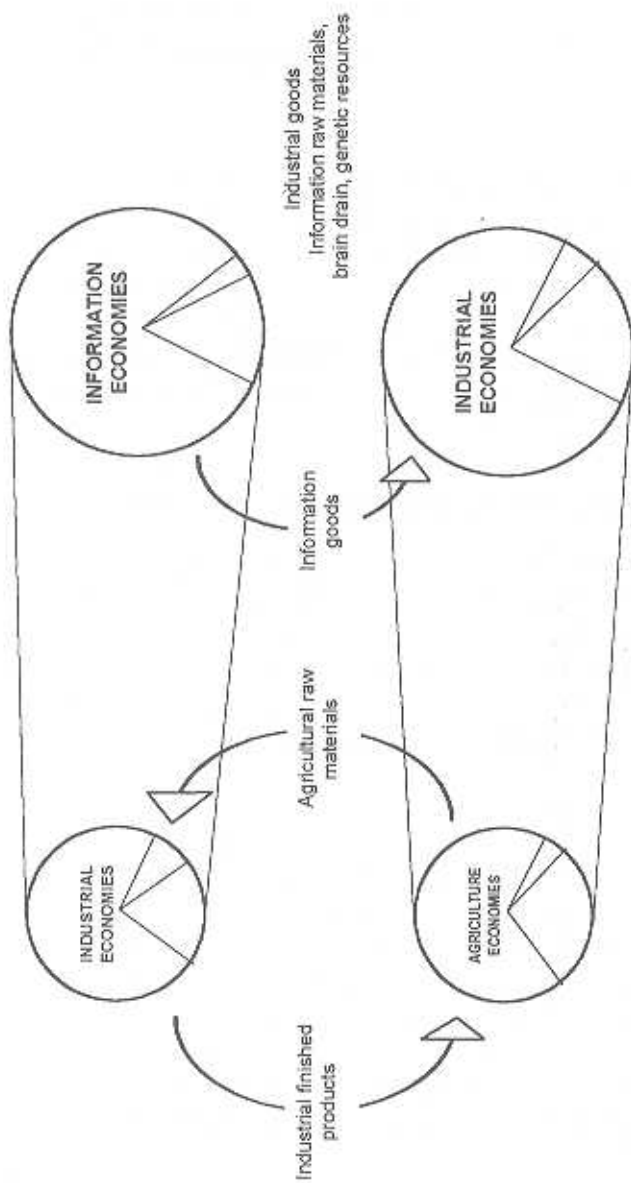 INDUSTRIAL
ECONOMIES
INFORMATION
ECONOMIES
Industrial finished
products
Agricultural raw
materials
Information
goods
Industrial goods
Information raw materials,
brain drain, genetic resources
AGRICULTURE
ECONOMIES
INDUSTRIAL
ECONOMIES